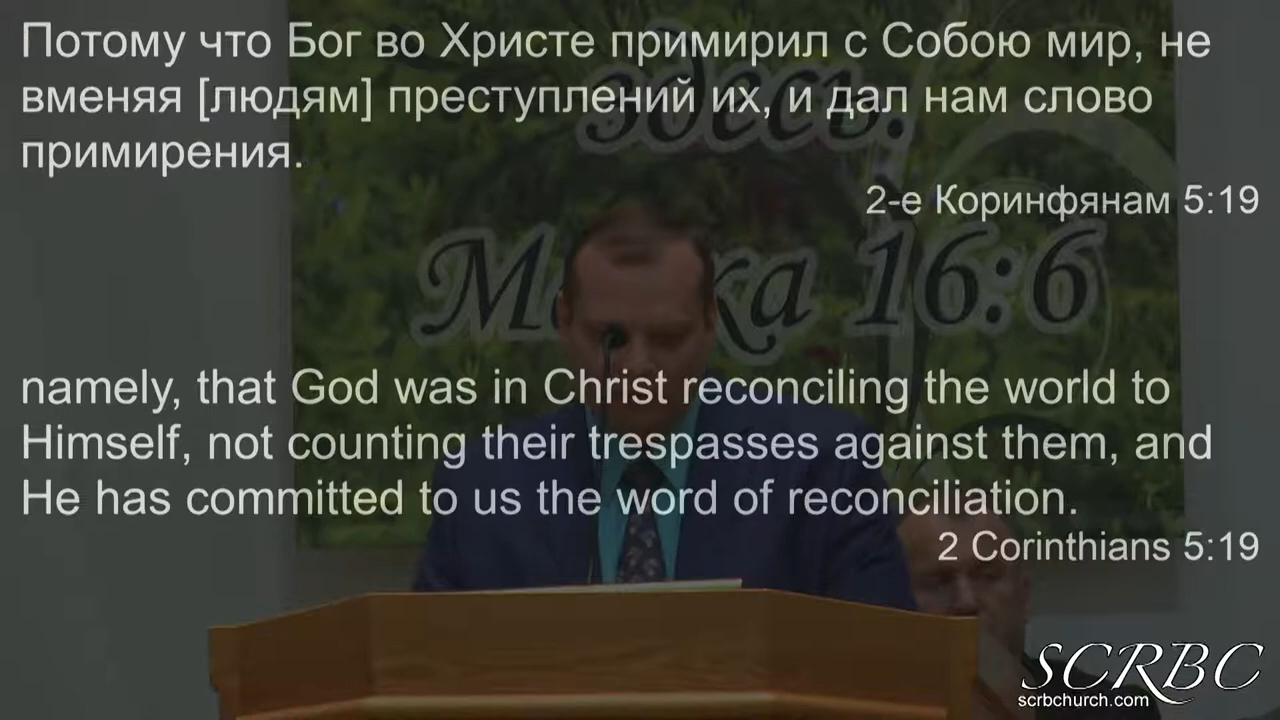 Потому что Бог во Христе примирил с Собою мир, не
вменяя [людям] преступлений их, и дал нам слово
примирения.
2-е Коринфянам 5:19
здесь.
Марка 16:6
namely, that God was in Christ reconciling the world to
Himself, not counting their trespasses against them, and
He has committed to us the word of reconciliation.
2 Corinthians 5:19
SCRBC
scrbchurch.com